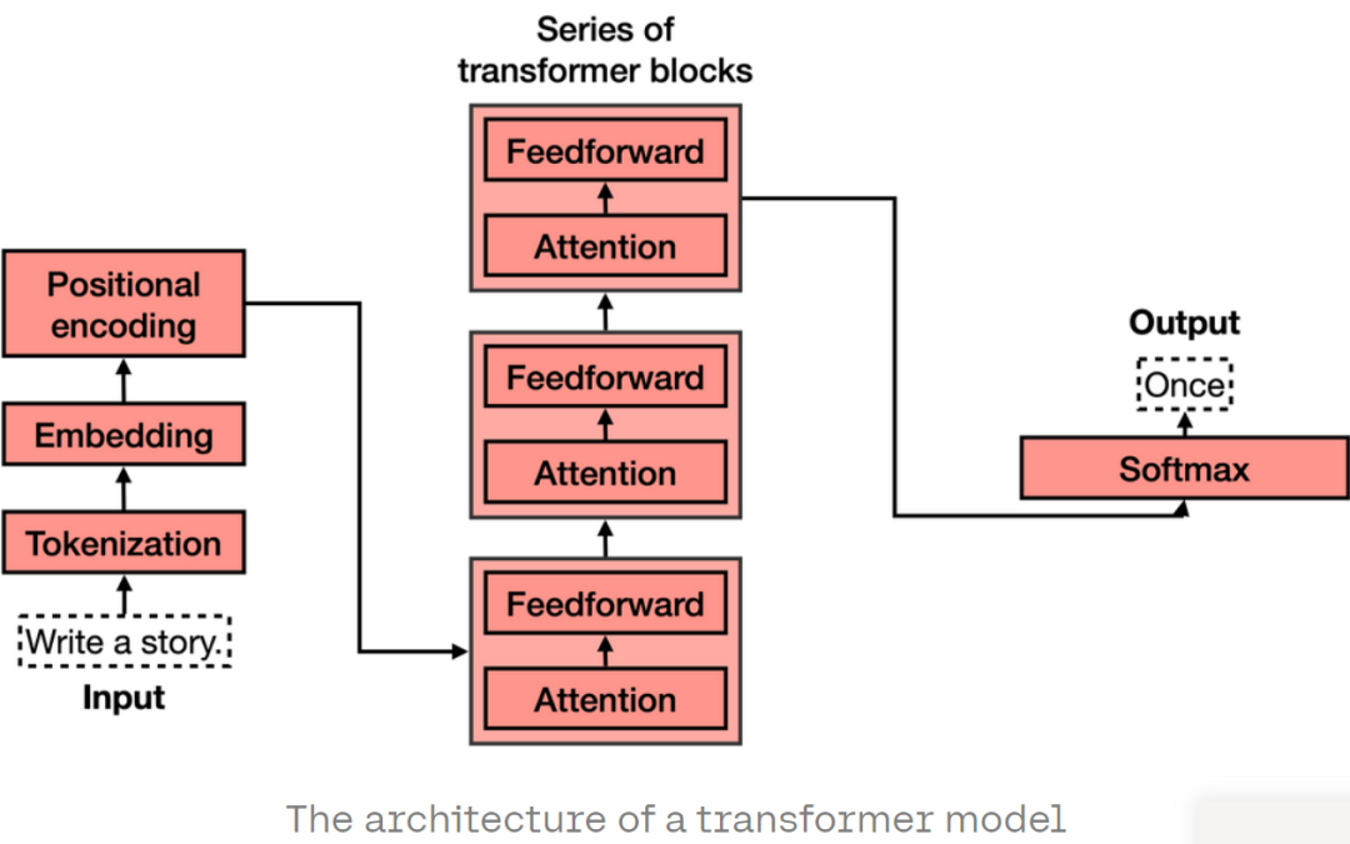 Series of
transformer blocks
Feedforward
Attention
Positional
encoding
Feedforward
Attention
Embedding
Tokenization
Feedforward
Attention
Write a story.
Input
Output
Once
Softmax
The architecture of a transformer model